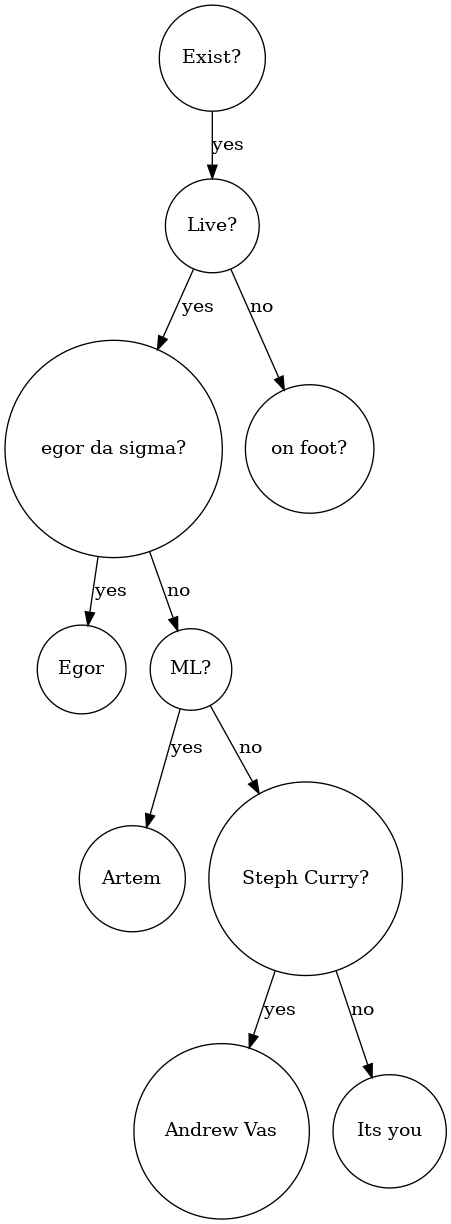 Exist?
yes
Live?
yes
no
egor da sigma?
on foot?
yes
no
Egor
ML?
yes
no
Artem
Steph Curry?
yes
no
Andrew Vas
Its you